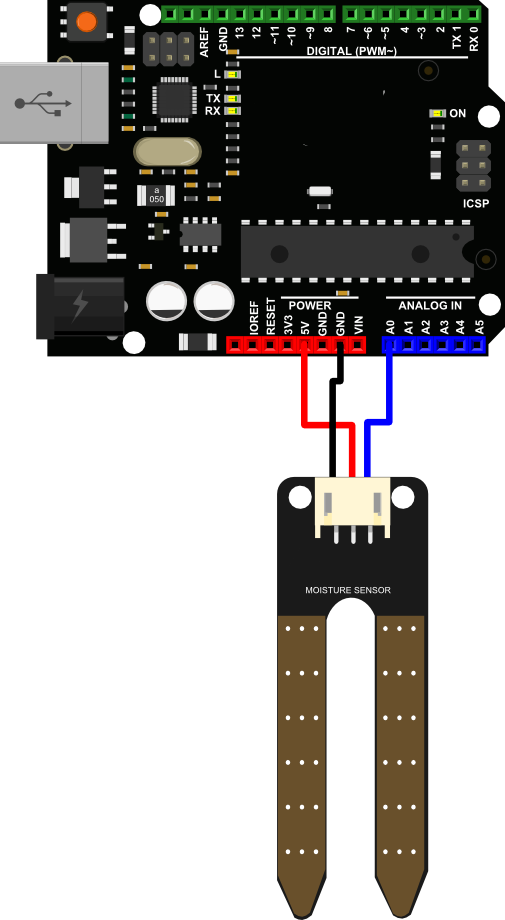 AREF
GND
13
12
~11
~10
~9
8
7
~6
~5
4
~3
2
TX 1
RX 0
DIGITAL (PWM~)
L
TX
RX
ON
ICSP
a
050
POWER
ANALOG IN
IOREF
RESET
3V3
5V
GND
GND
VIN
A0
A1
A2
A3
A4
A5
MOISTURE SENSOR